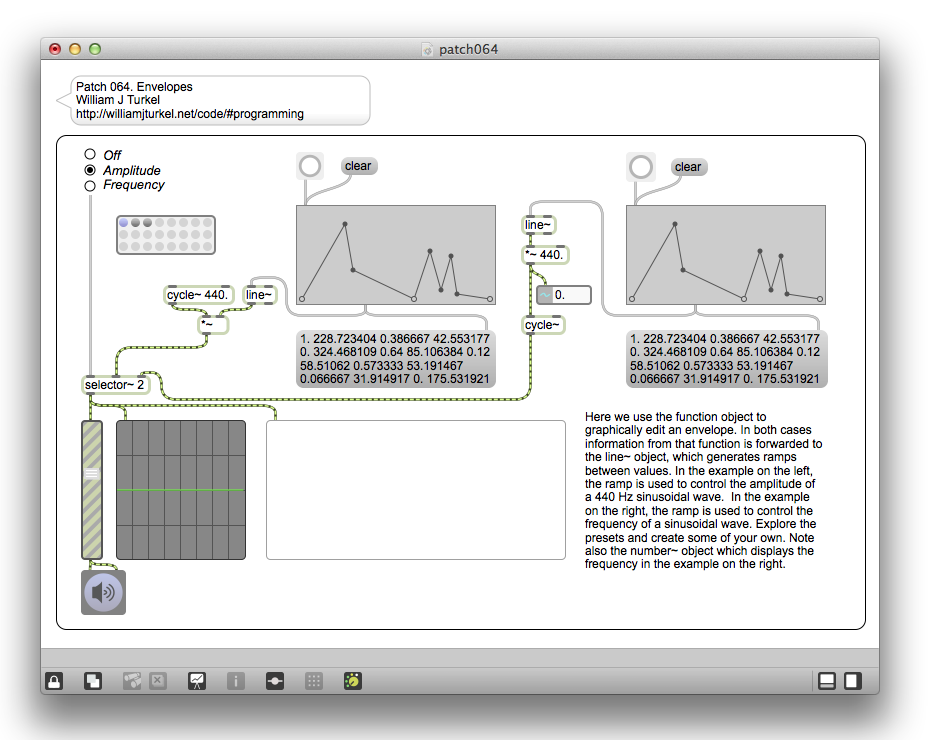 patch064
Patch 064. Envelopes
William J Turkel
http://williamjturkel.net/code/#programming
Off
Amplitude
Frequency
clear
clear
line~
*~ 440.
0.
cycle~ 440.
line~
*~
cycle~
1. 228.723404 0.386667 42.553177
0. 324.468109 0.64 85.106384 0.12
58.51062 0.573333 53.191467
0.066667 31.914917 0. 175.531921
1. 228.723404 0.386667 42.553177
0. 324.468109 0.64 85.106384 0.12
58.51062 0.573333 53.191467
0.066667 31.914917 0. 175.531921
selector~ 2
Here we use the function object to
graphically edit an envelope. In both cases
information from that function is forwarded to
the line~ object, which generates ramps
between values. In the example on the left,
the ramp is used to control the amplitude of
a 440 Hz sinusoidal wave.  In the example
on the right, the ramp is used to control the
frequency of a sinusoidal wave. Explore the
presets and create some of your own. Note
also the number~ object which displays the
frequency in the example on the right.